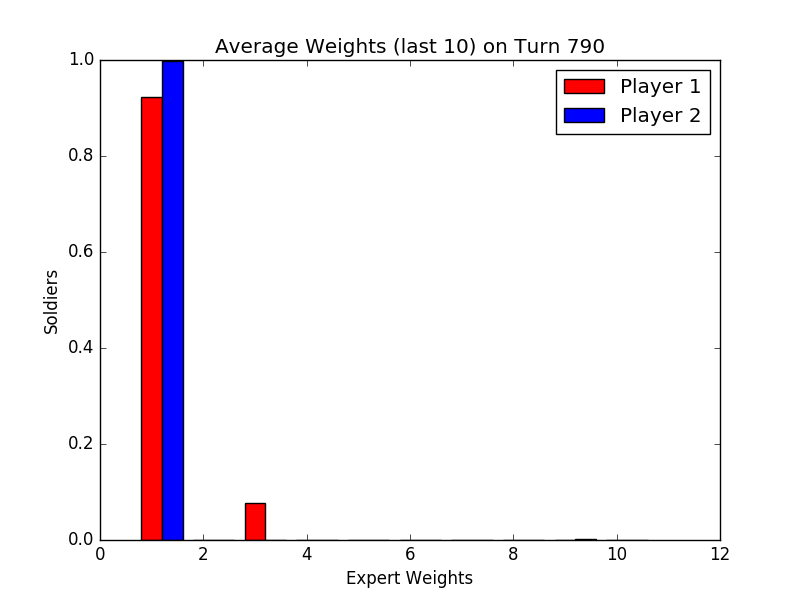 Average Weights (last 10) on Turn 790
1.0
0.8
0.6
0.4
0.2
0.0
Soldiers
Player 1
Player 2
0 2 4 6 8 10 12
Expert Weights